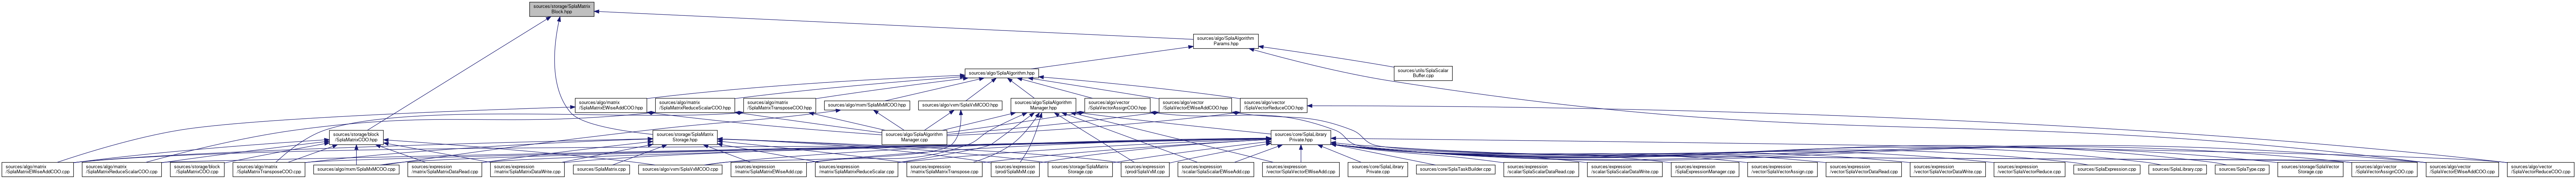 sources/storage/SplaMatrix
Block.hpp
sources/algo/SplaAlgorithm
Params.hpp
sources/algo/SplaAlgorithm.hpp
sources/utils/SplaScalar
Buffer.cpp
sources/algo/matrix
/SplaMatrixEWiseAddCOO.hpp
sources/algo/matrix
/SplaMatrixReduceScalarCOO.hpp
sources/algo/matrix
/SplaMatrixTransposeCOO.hpp
sources/algo/mxm/SplaMxMCOO.hpp
sources/algo/vxm/SplaVxMCOO.hpp
sources/algo/SplaAlgorithm
Manager.hpp
sources/algo/vector
/SplaVectorAssignCOO.hpp
sources/algo/vector
/SplaVectorEWiseAddCOO.hpp
sources/algo/vector
/SplaVectorReduceCOO.hpp
sources/storage/block
/SplaMatrixCOO.hpp
sources/storage/SplaMatrix
Storage.hpp
sources/algo/SplaAlgorithm
Manager.cpp
sources/core/SplaLibrary
Private.hpp
sources/algo/matrix
/SplaMatrixEWiseAddCOO.cpp
sources/algo/matrix
/SplaMatrixReduceScalarCOO.cpp
sources/storage/block
/SplaMatrixCOO.cpp
sources/algo/matrix
/SplaMatrixTransposeCOO.cpp
sources/algo/mxm/SplaMxMCOO.cpp
sources/expression
/matrix/SplaMatrixDataRead.cpp
sources/expression
/matrix/SplaMatrixDataWrite.cpp
sources/SplaMatrix.cpp
sources/algo/vxm/SplaVxMCOO.cpp
sources/expression
/matrix/SplaMatrixEWiseAdd.cpp
sources/expression
/matrix/SplaMatrixReduceScalar.cpp
sources/expression
/matrix/SplaMatrixTranspose.cpp
sources/expression
/prod/SplaMxM.cpp
sources/storage/SplaMatrix
Storage.cpp
sources/expression
/prod/SplaVxM.cpp
sources/expression
/scalar/SplaScalarEWiseAdd.cpp
sources/expression
/vector/SplaVectorEWiseAdd.cpp
sources/core/SplaLibrary
Private.cpp
sources/core/SplaTaskBuilder.cpp
sources/expression
/scalar/SplaScalarDataRead.cpp
sources/expression
/scalar/SplaScalarDataWrite.cpp
sources/expression
/SplaExpressionManager.cpp
sources/expression
/vector/SplaVectorAssign.cpp
sources/expression
/vector/SplaVectorDataRead.cpp
sources/expression
/vector/SplaVectorDataWrite.cpp
sources/expression
/vector/SplaVectorReduce.cpp
sources/SplaExpression.cpp
sources/SplaLibrary.cpp
sources/SplaType.cpp
sources/storage/SplaVector
Storage.cpp
sources/algo/vector
/SplaVectorAssignCOO.cpp
sources/algo/vector
/SplaVectorEWiseAddCOO.cpp
sources/algo/vector
/SplaVectorReduceCOO.cpp